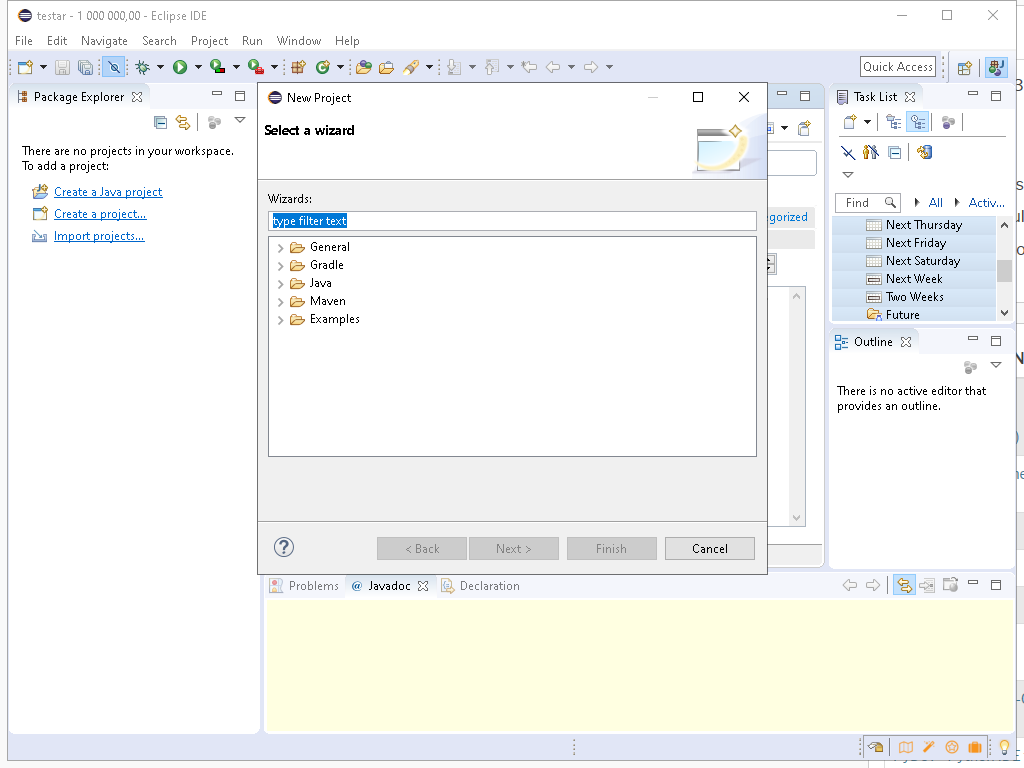 testar - 1 000 000,00 - Eclipse IDE
File Edit Navigate Search Project Run Window Help
Quick Access
Package Explorer
There are no projects in your workspace.
To add a project:
Create a Java project
Create a project...
Import projects...
New Project
Select a wizard
Wizards:
type filter text
General
Gradle
Java
Maven
Examples
< Back Next > Finish Cancel
gorized
Task List
Find All Activ...
Next Thursday
Next Friday
Next Saturday
Next Week
Two Weeks
Future
Outline
There is no active editor that
provides an outline.
Problems @ Javadoc Declaration